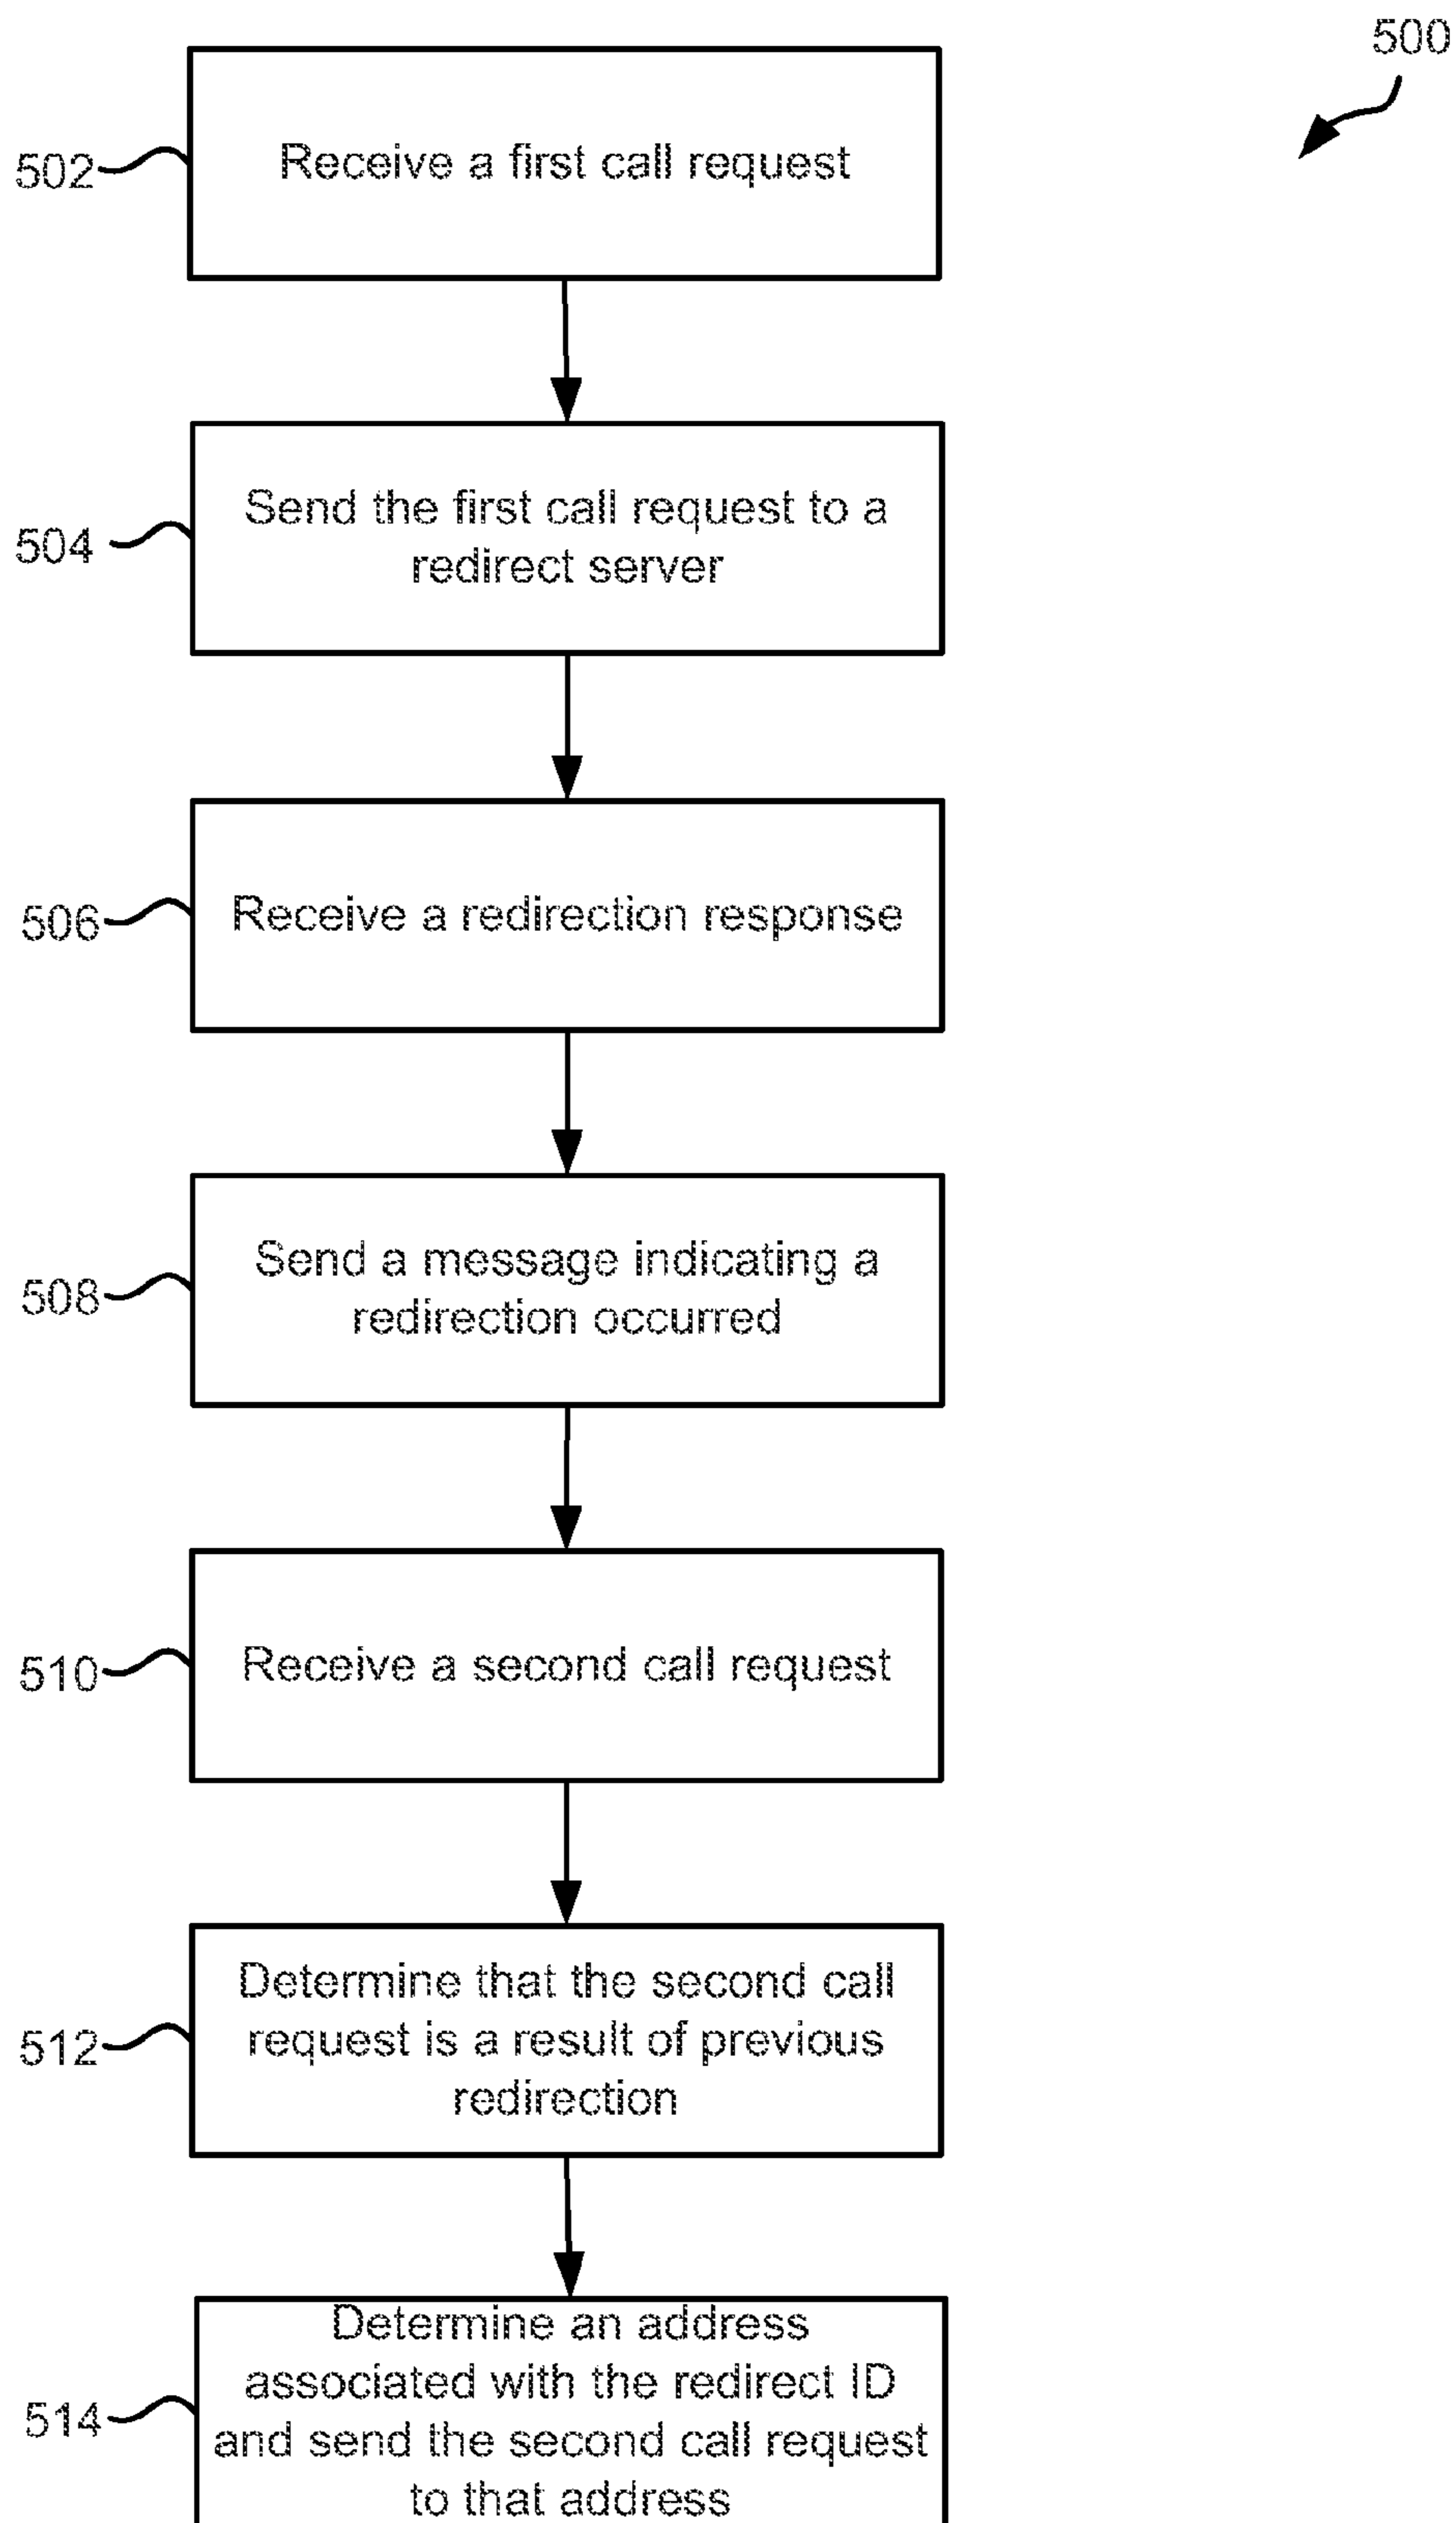 500
502
Receive a first call request
504
Send the first call request to a
redirect server
506
Receive a redirection response
508
Send a message indicating a
redirection occurred
510
Receive a second call request
512
Determine that the second call
request is a result of previous
redirection
514
Determine an address
associated with the redirect ID
and send the second call request
to that address